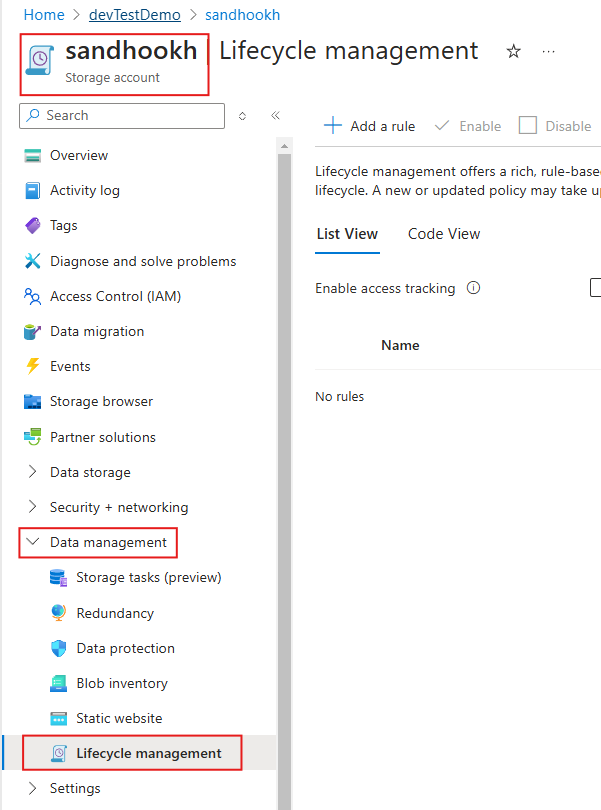 Home > devTestDemo > sandhookh
sandhookh | Lifecycle management
Storage account
Search
Add a rule
Enable
Disable
Lifecycle management offers a rich, rule-base
lifecycle. A new or updated policy may take u
List View
Code View
Enable access tracking
Name
No rules
Overview
Activity log
Tags
Diagnose and solve problems
Access Control (IAM)
Data migration
Events
Storage browser
Partner solutions
Data storage
Security + networking
Data management
Storage tasks (preview)
Redundancy
Data protection
Blob inventory
Static website
Lifecycle management
Settings